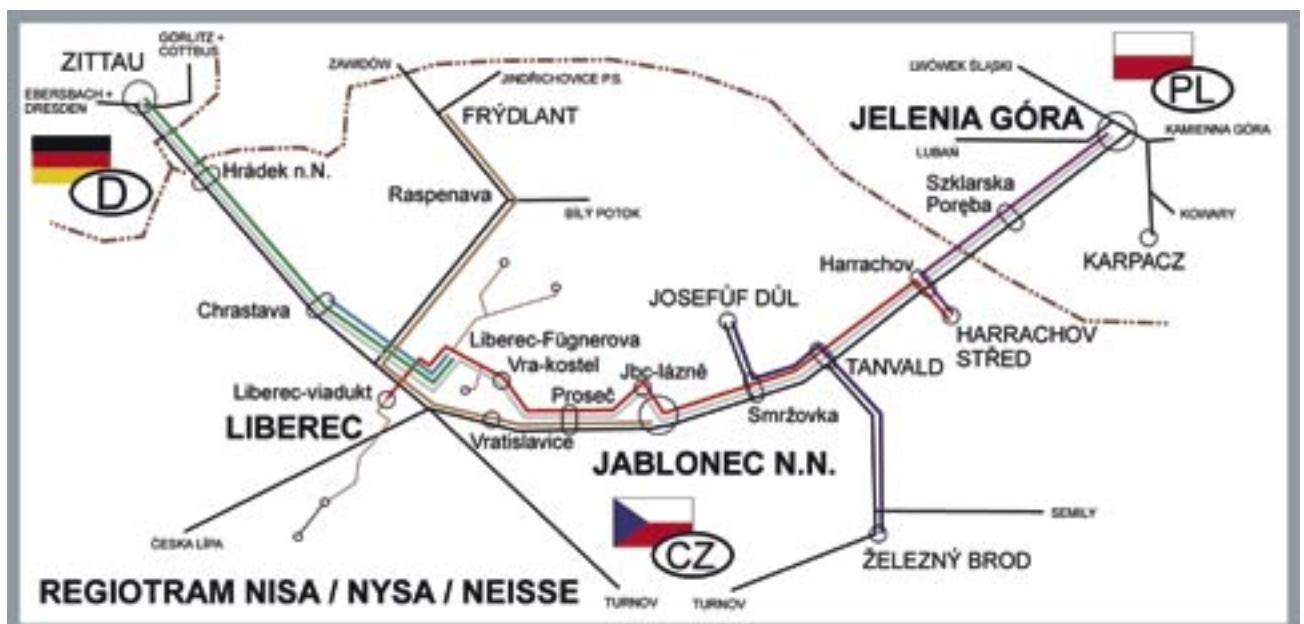 GÖRLITZ +
COTTBUS
ZITTAU
EBERSBACH +
DRESDEN
D
Hrádek n.N.
ZAWIDÓW
JINDŘICHOVICE P.S.
FRÝDLANT
Raspenava
BÍLÝ POTOK
LWÓWEK ŚLĄSKI
PL
JELENIA GÓRA
LUBAŃ
KAMIENNA GÓRA
Szklarska
Poręba
KOWARY
KARPACZ
Harrachov
HARRACHOV
STŘED
JOSEFŮF DŮL
TANVALD
Smržovka
Chrastava
Liberec-Fügnerova
Vra-kostel
Jbc-lázně
Proseč
Liberec-viadukt
LIBEREC
Vratislavice
JABLONEC N.N.
ČESKA LÍPA
CZ
SEMILY
ŽELEZNÝ BROD
REGIOTRAM NISA / NYSA / NEISSE
TURNOV
TURNOV